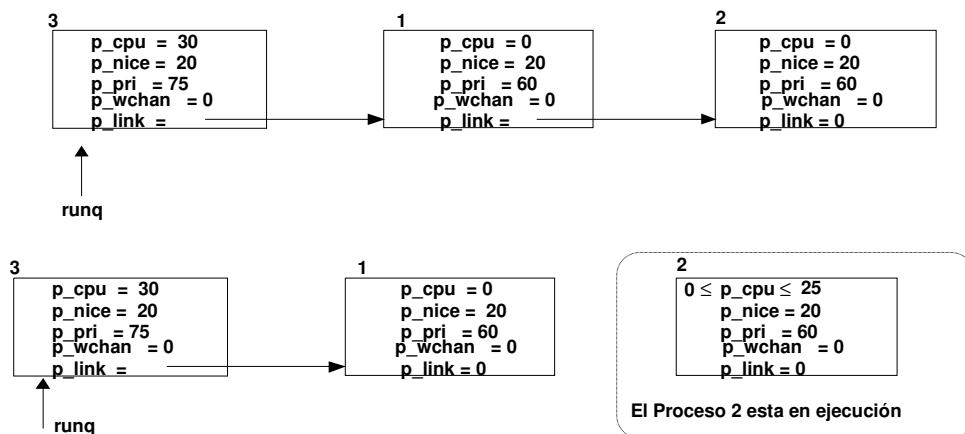 3
p_cpu = 30
p_nice = 20
p_pri = 75
p_wchan = 0
p_link =
1
p_cpu = 0
p_nice = 20
p_pri = 60
p_wchan = 0
p_link =
2
p_cpu = 0
p_nice = 20
p_pri = 60
p_wchan = 0
p_link = 0
runq
3
p_cpu = 30
p_nice = 20
p_pri = 75
p_wchan = 0
p_link =
1
p_cpu = 0
p_nice = 20
p_pri = 60
p_wchan = 0
p_link = 0
2
0 ≤ p_cpu ≤ 25
p_nice = 20
p_pri = 60
p_wchan = 0
p_link = 0
El Proceso 2 esta en ejecución
runq